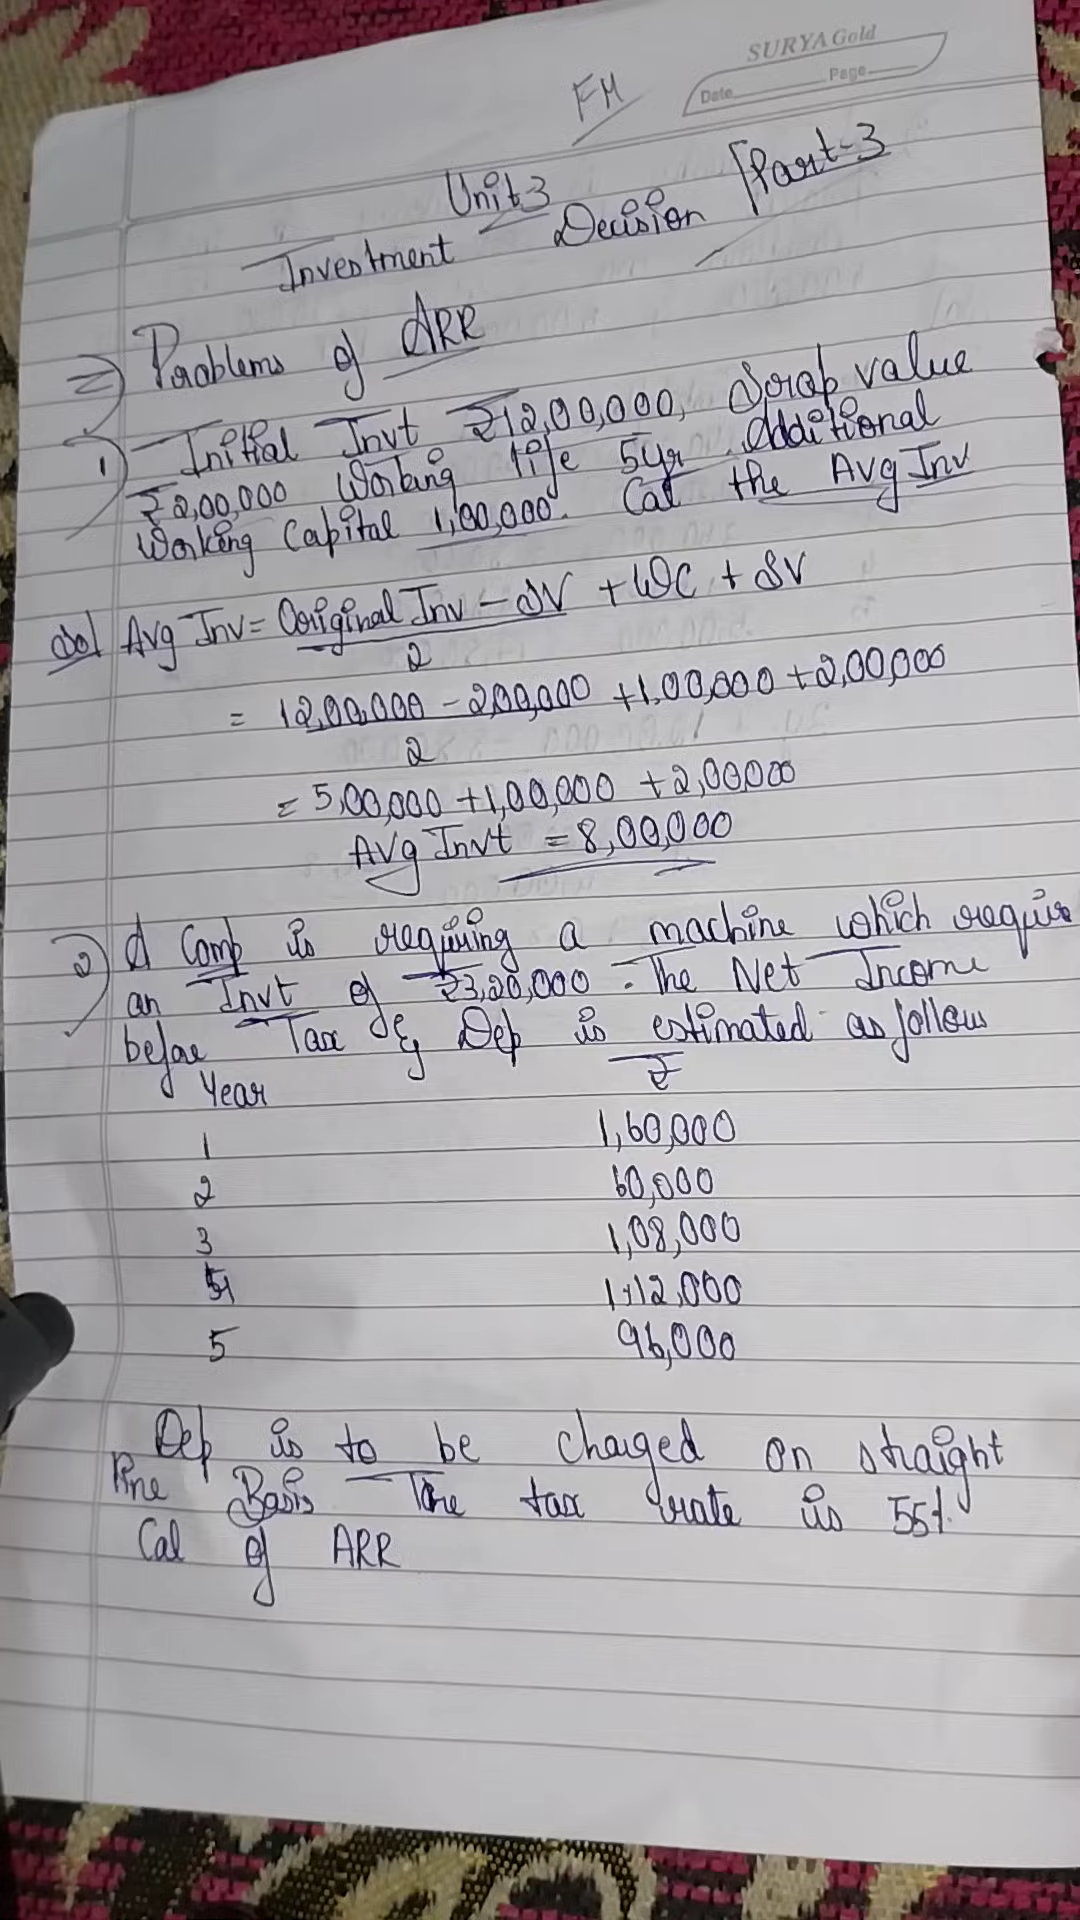 SURYA Gold
Date Page
FM
Unit 3
Investment Decision Part-3
Problems of ARR
1) Initial Invt ₹12,00,000, Scrap value
₹2,00,000 Working life 5yr. Additional
Working Capital 1,00,000. Cal the Avg Inv
Sol Avg Inv = Original Inv - SV + WC + SV
2
= 12,00,000 - 2,00,000 + 1,00,000 + 2,00,000
2
= 5,00,000 + 1,00,000 + 2,00,000
Avg Invt = 8,00,000
2) A Comp is requiring a machine which require
an Invt of ₹3,20,000. The Net Income
before Tax & Dep is estimated as follows
Year ₹
1 1,60,000
2 60,000
3 1,08,000
4 1,12,000
5 96,000
Dep is to be charged on straight
line Basis The tax rate is 55%.
Cal of ARR